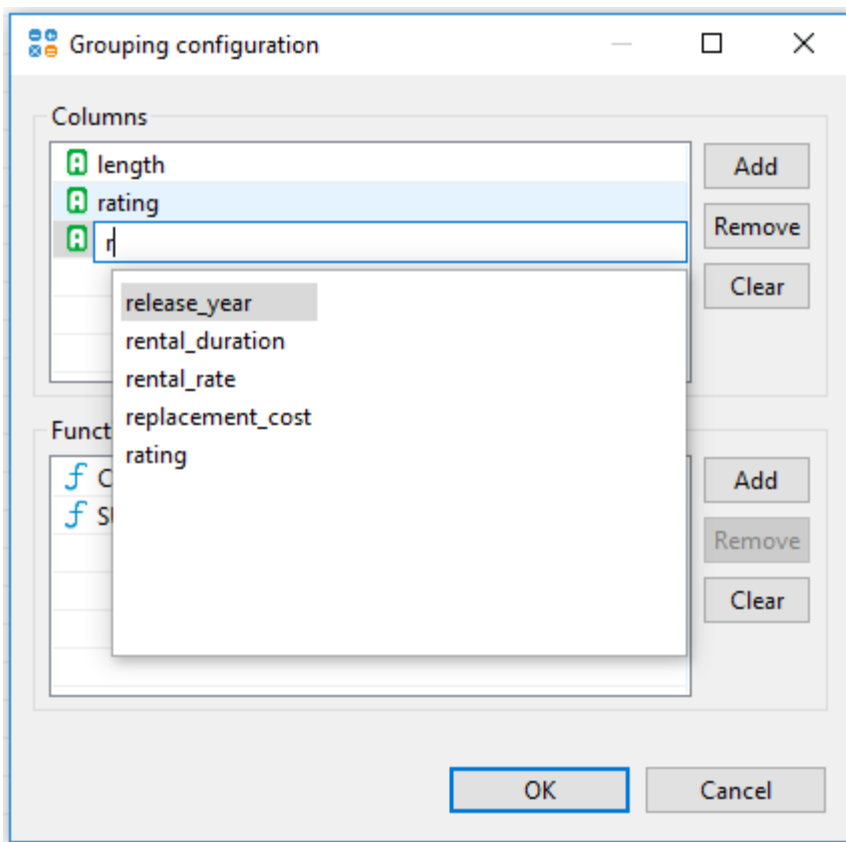 Grouping configuration
Columns
length
Add
rating
Remove
r
Clear
release_year
rental_duration
rental_rate
replacement_cost
rating
Add
Remove
Clear
OK
Cancel